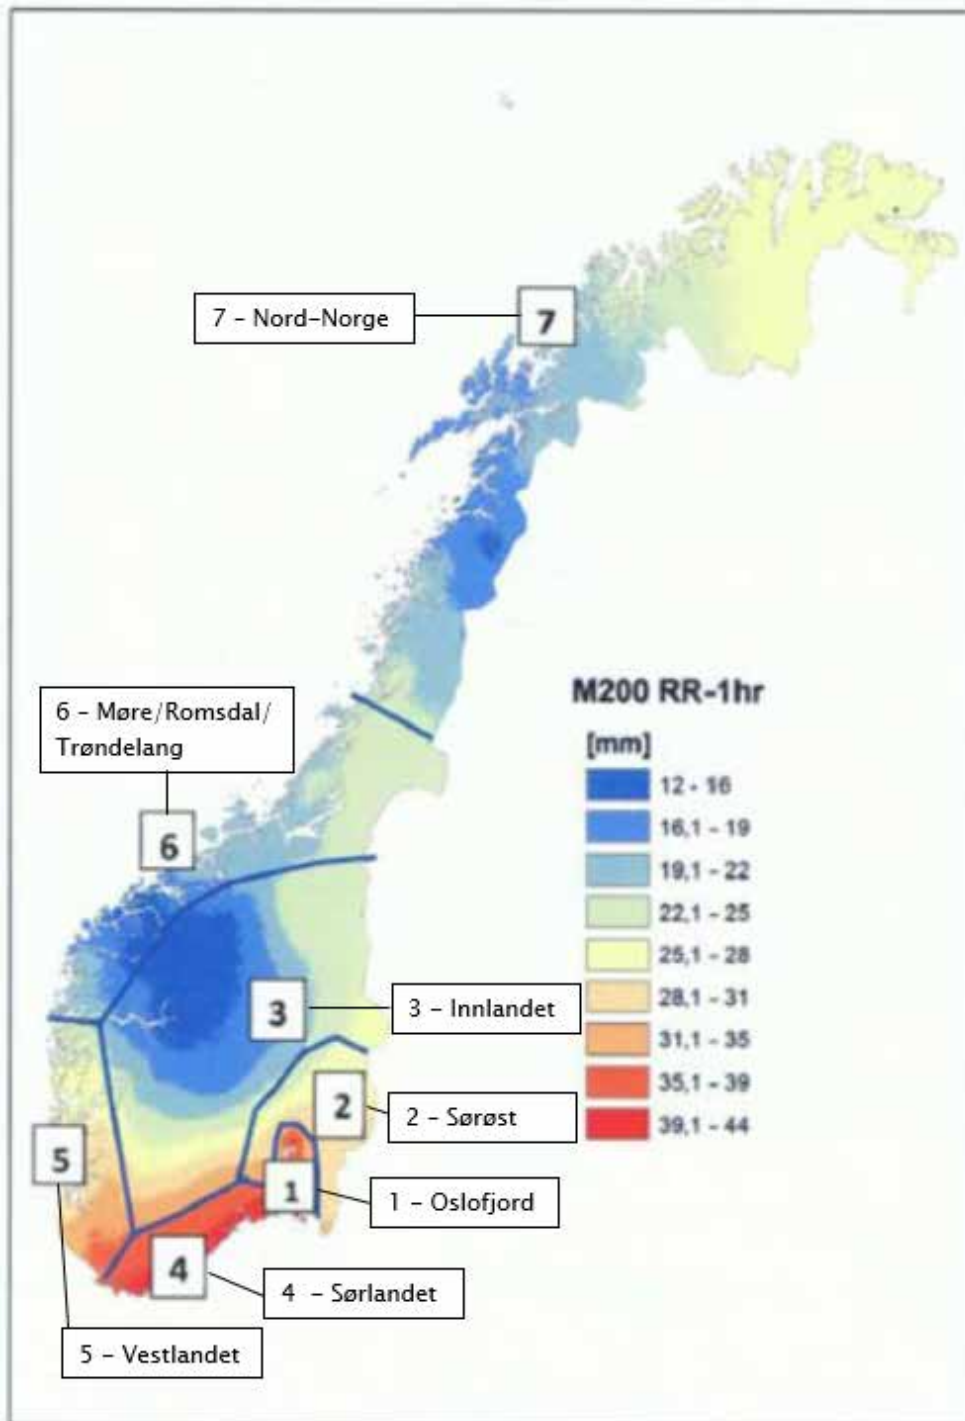 7 - Nord-Norge
7
6 - Møre/Romsdal/
Trøndelang
6
M200 RR-1hr
[mm]
12 - 16
16,1 - 19
19,1 - 22
22,1 - 25
25,1 - 28
28,1 - 31
31,1 - 35
35,1 - 39
39,1 - 44
3
3 - Innlandet
2
2 - Sørøst
5
1
1 - Oslofjord
4
4 - Sørlandet
5 - Vestlandet